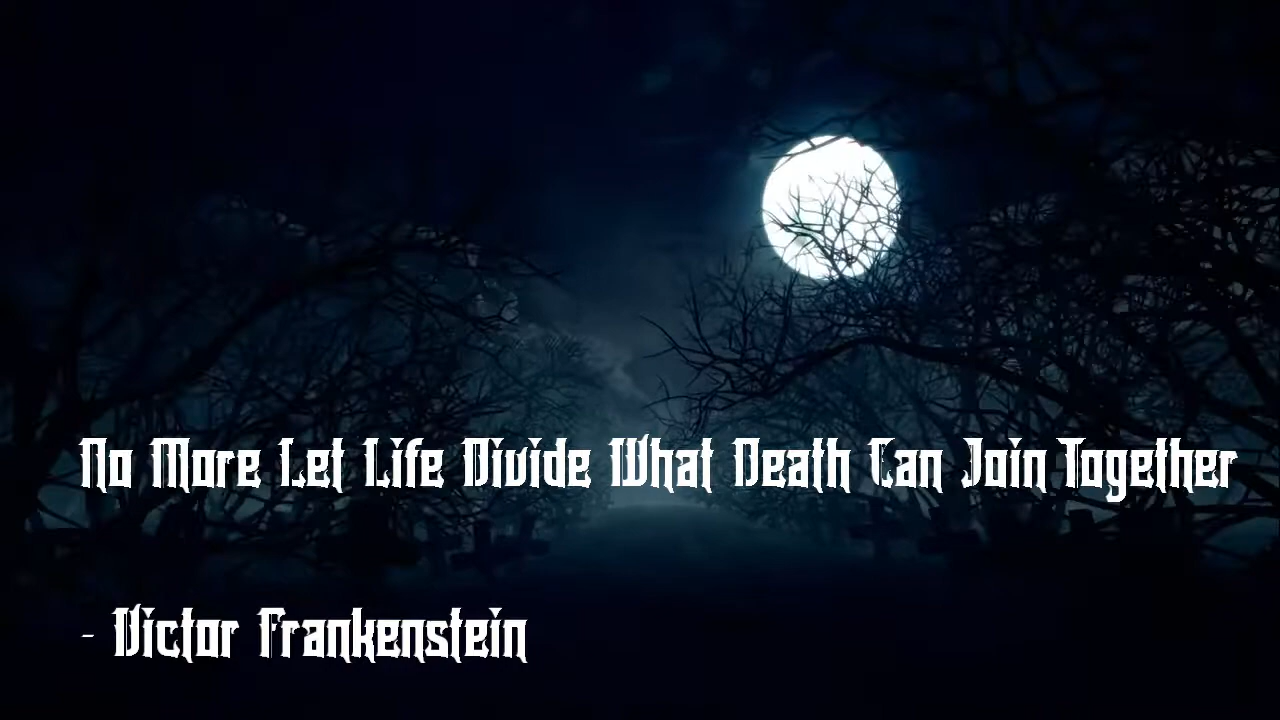 No More Let Life Divide What Death Can Join Together
- Victor Frankenstein